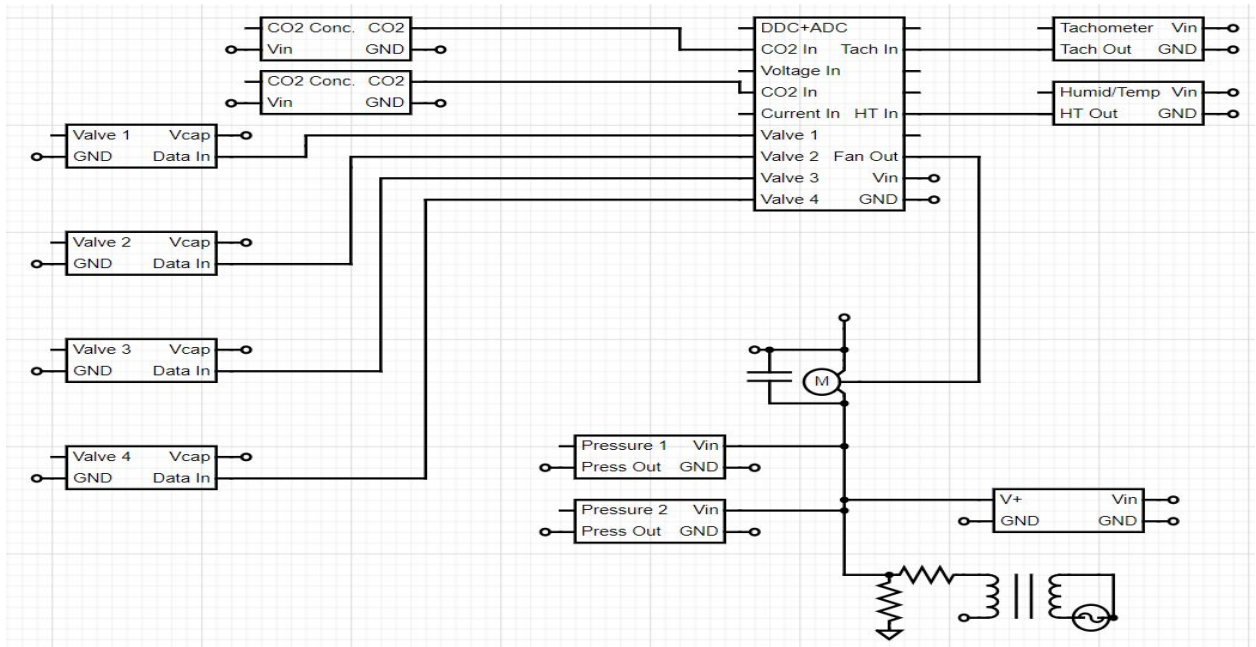 CO2 Conc. CO2
Vin GND
CO2 Conc. CO2
Vin GND
Valve 1 Vcap
GND Data In
Valve 2 Vcap
GND Data In
Valve 3 Vcap
GND Data In
Valve 4 Vcap
GND Data In
DDC+ADC
CO2 In Tach In
Voltage In
CO2 In
Current In HT In
Valve 1
Valve 2 Fan Out
Valve 3 Vin
Valve 4 GND
Tachometer Vin
Tach Out GND
Humid/Temp Vin
HT Out GND
M
Pressure 1 Vin
Press Out GND
Pressure 2 Vin
Press Out GND
V+ Vin
GND GND